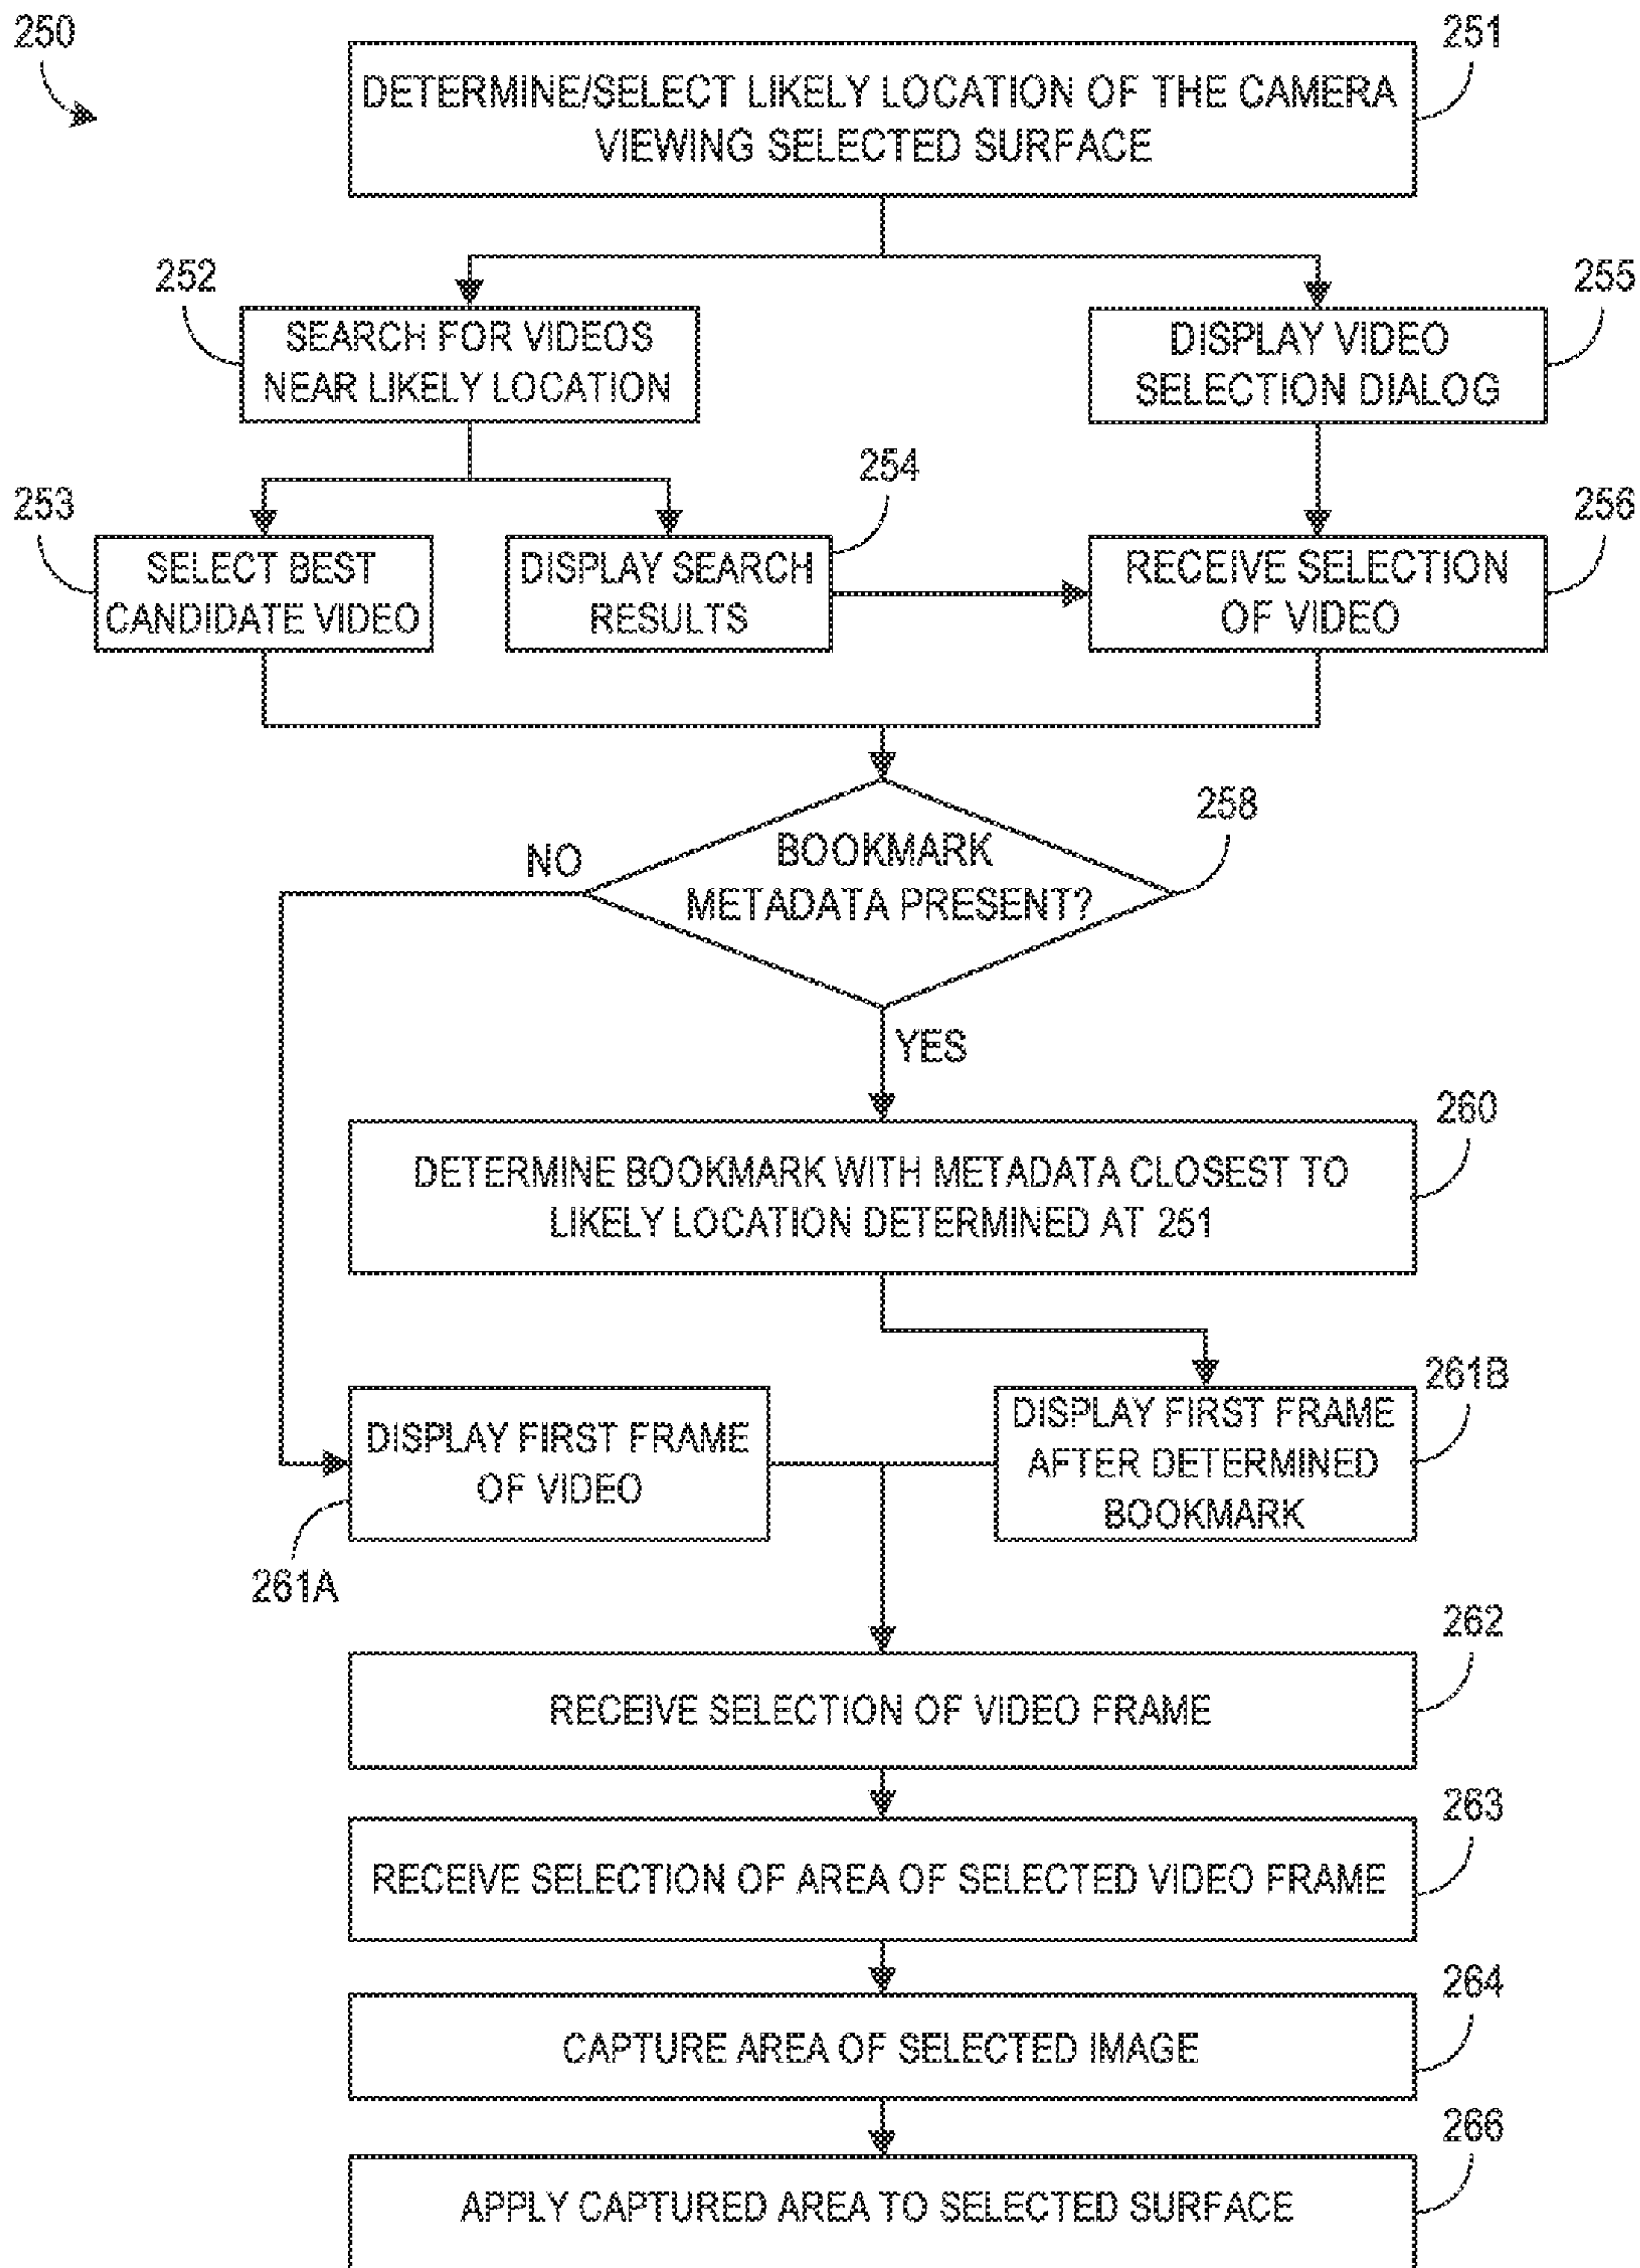 250
251
DETERMINE/SELECT LIKELY LOCATION OF THE CAMERA
VIEWING SELECTED SURFACE
252
SEARCH FOR VIDEOS
NEAR LIKELY LOCATION
255
DISPLAY VIDEO
SELECTION DIALOG
253
SELECT BEST
CANDIDATE VIDEO
254
DISPLAY SEARCH
RESULTS
256
RECEIVE SELECTION
OF VIDEO
258
BOOKMARK
METADATA PRESENT?
NO
YES
260
DETERMINE BOOKMARK WITH METADATA CLOSEST TO
LIKELY LOCATION DETERMINED AT 251
DISPLAY FIRST FRAME
OF VIDEO
261A
261B
DISPLAY FIRST FRAME
AFTER DETERMINED
BOOKMARK
262
RECEIVE SELECTION OF VIDEO FRAME
263
RECEIVE SELECTION OF AREA OF SELECTED VIDEO FRAME
264
CAPTURE AREA OF SELECTED IMAGE
266
APPLY CAPTURED AREA TO SELECTED SURFACE